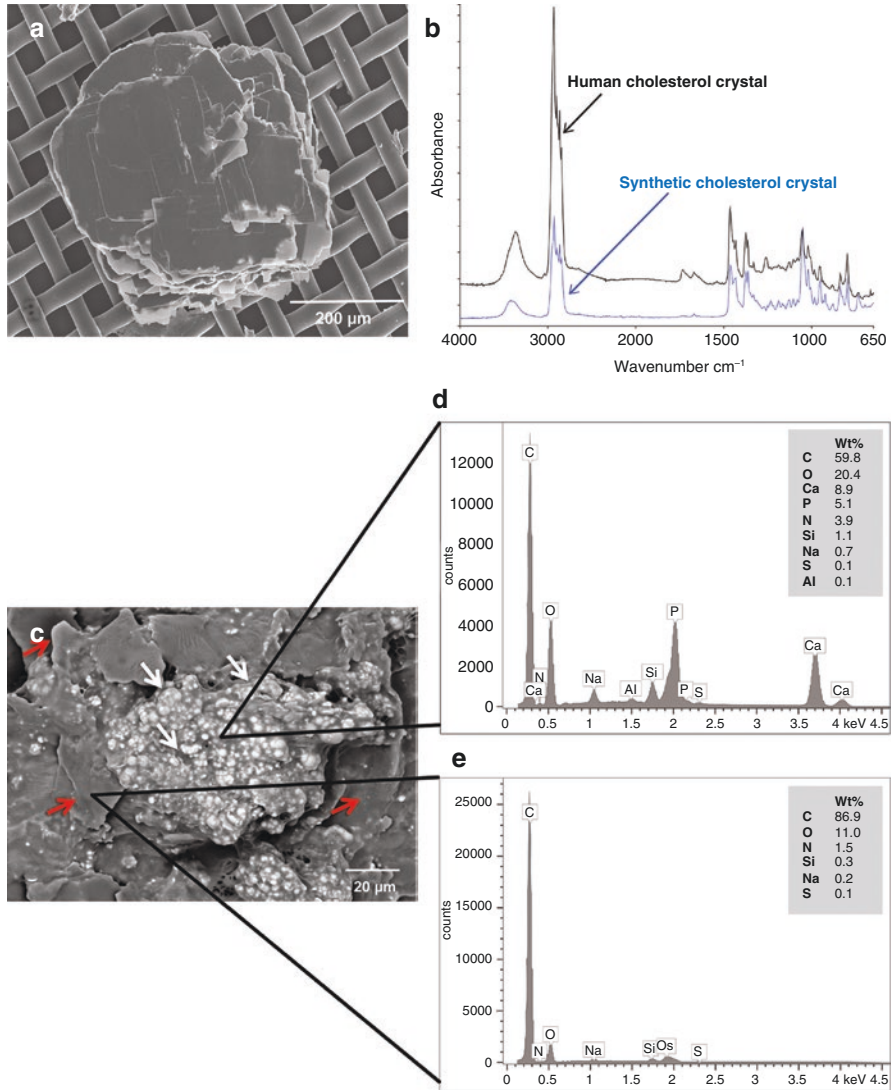 a
200 µm
b
Absorbance
Human cholesterol crystal
Synthetic cholesterol crystal
4000 3000 2000 1000 650
Wavenumber cm⁻¹
c
20 µm
d
counts
12000
10000
8000
6000
4000
2000
0
C
N
Ca
O
Na
Al
Si
P
P
S
Ca
Ca
0 0.5 1 1.5 2 2.5 3 3.5 4 keV 4.5
Wt%
C 59.8
O 20.4
Ca 8.9
P 5.1
N 3.9
Si 1.1
Na 0.7
S 0.1
Al 0.1
e
counts
25000
20000
15000
10000
5000
0
C
N
O
Na
Si
Os
S
0 0.5 1 1.5 2 2.5 3 3.5 4 keV 4.5
Wt%
C 86.9
O 11.0
N 1.5
Si 0.3
Na 0.2
S 0.1